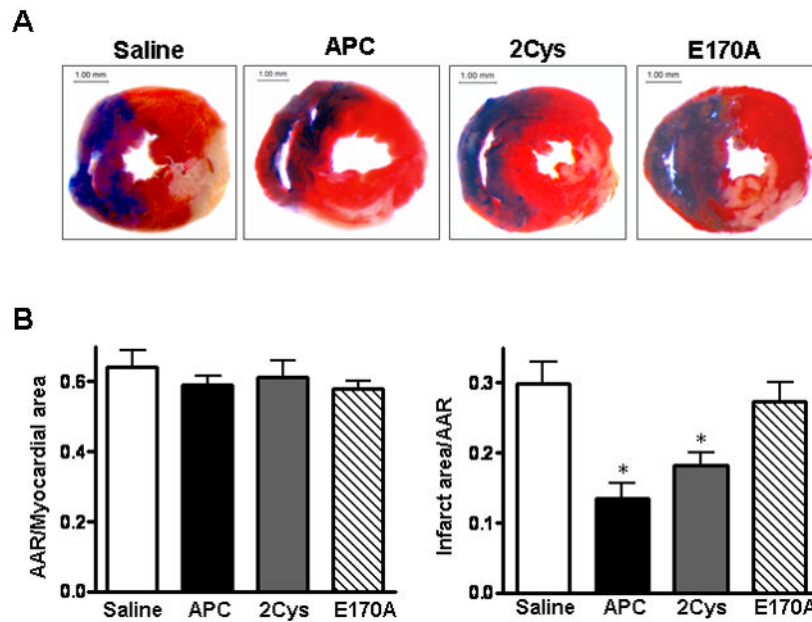 A
Saline APC 2Cys E170A
1.00 mm 1.00 mm 1.00 mm 1.00 mm
B
AAR/Myocardial area
0.6
0.4
0.2
0.0
Saline APC 2Cys E170A
Infarct area/AAR
0.3
0.2
0.1
0.0
* *
Saline APC 2Cys E170A